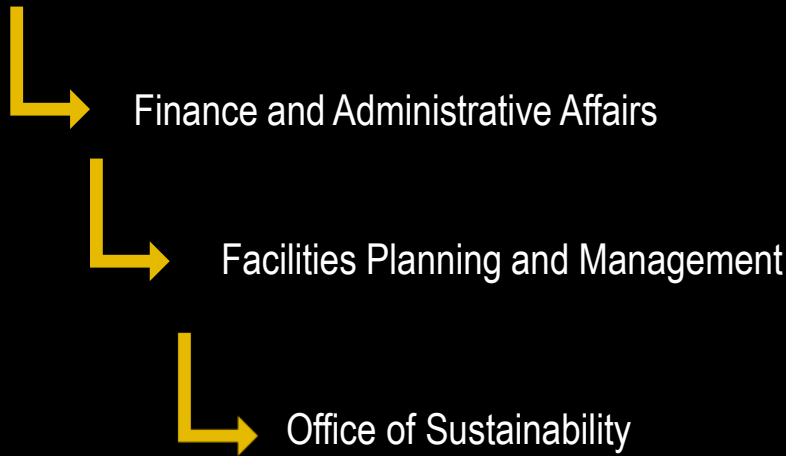 Finance and Administrative Affairs
Facilities Planning and Management
Office of Sustainability